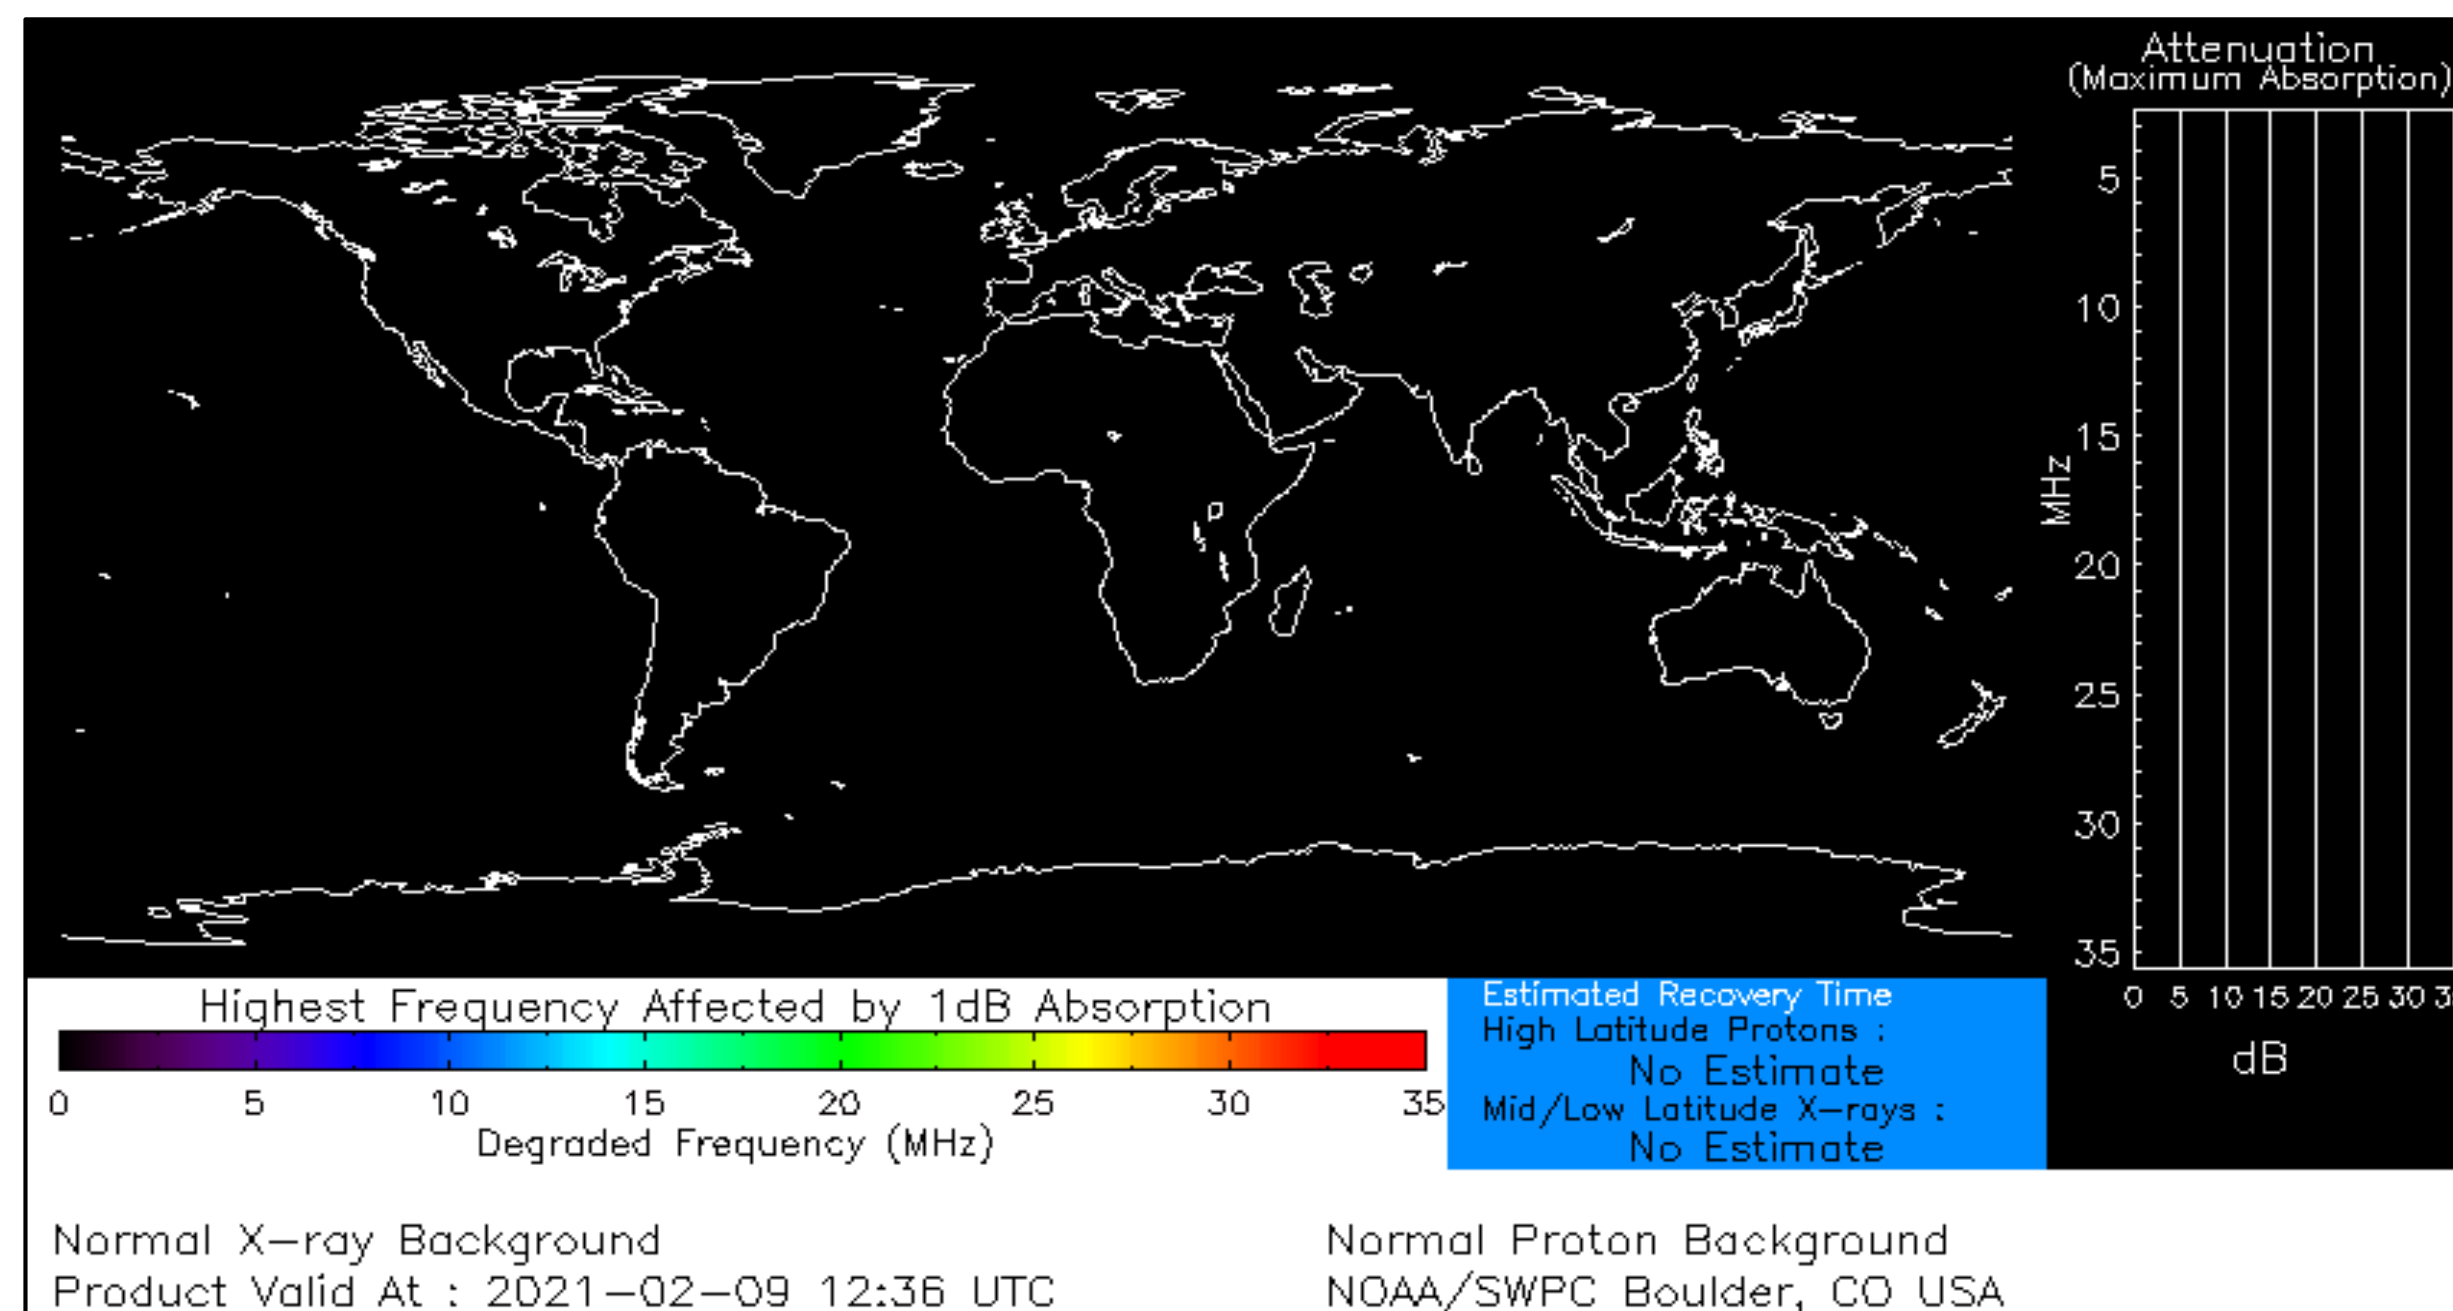 Attenuation
(Maximum Absorption)
5
10
15
20
25
30
35
MHz
0 5 10 15 20 25 30
dB
Highest Frequency Affected by 1dB Absorption
0 5 10 15 20 25 30 35
Degraded Frequency (MHz)
Estimated Recovery Time
High Latitude Protons :
No Estimate
Mid/Low Latitude X-rays :
No Estimate
Normal X-ray Background
Normal Proton Background
Product Valid At : 2021-02-09 12:36 UTC
NOAA/SWPC Boulder, CO USA